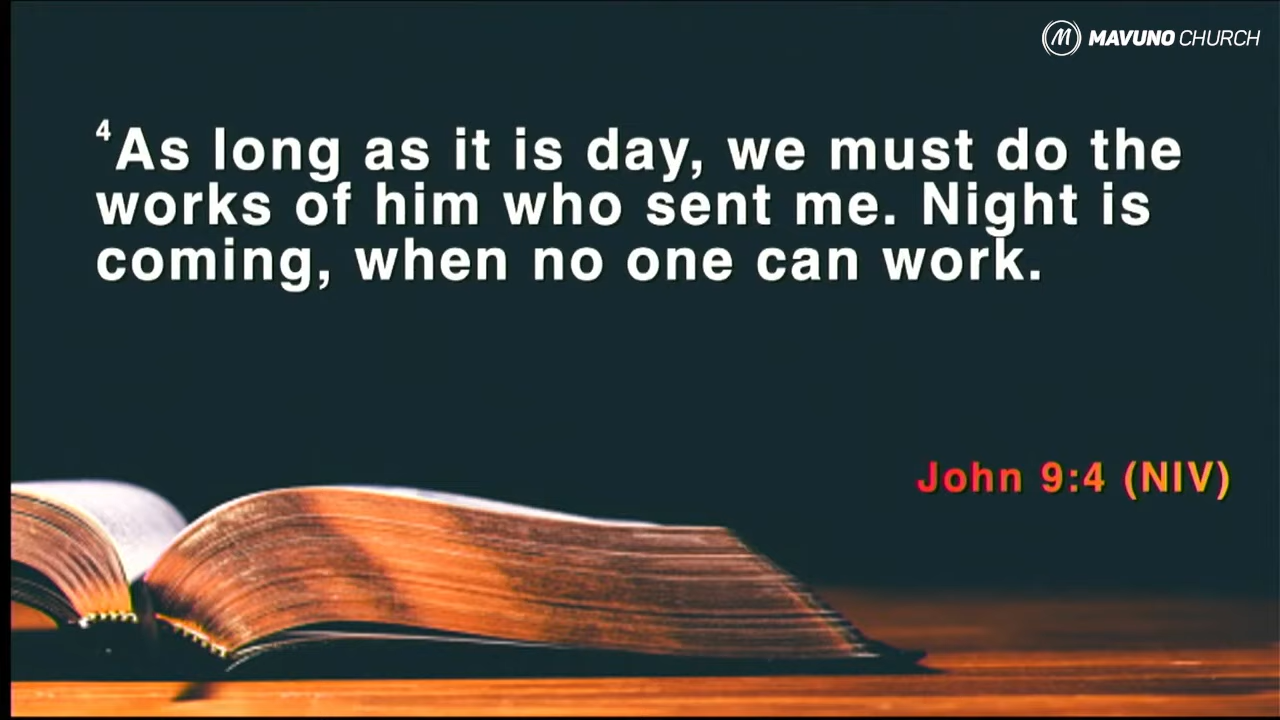 MAVUNO CHURCH
4As long as it is day, we must do the
works of him who sent me. Night is
coming, when no one can work.
John 9:4 (NIV)